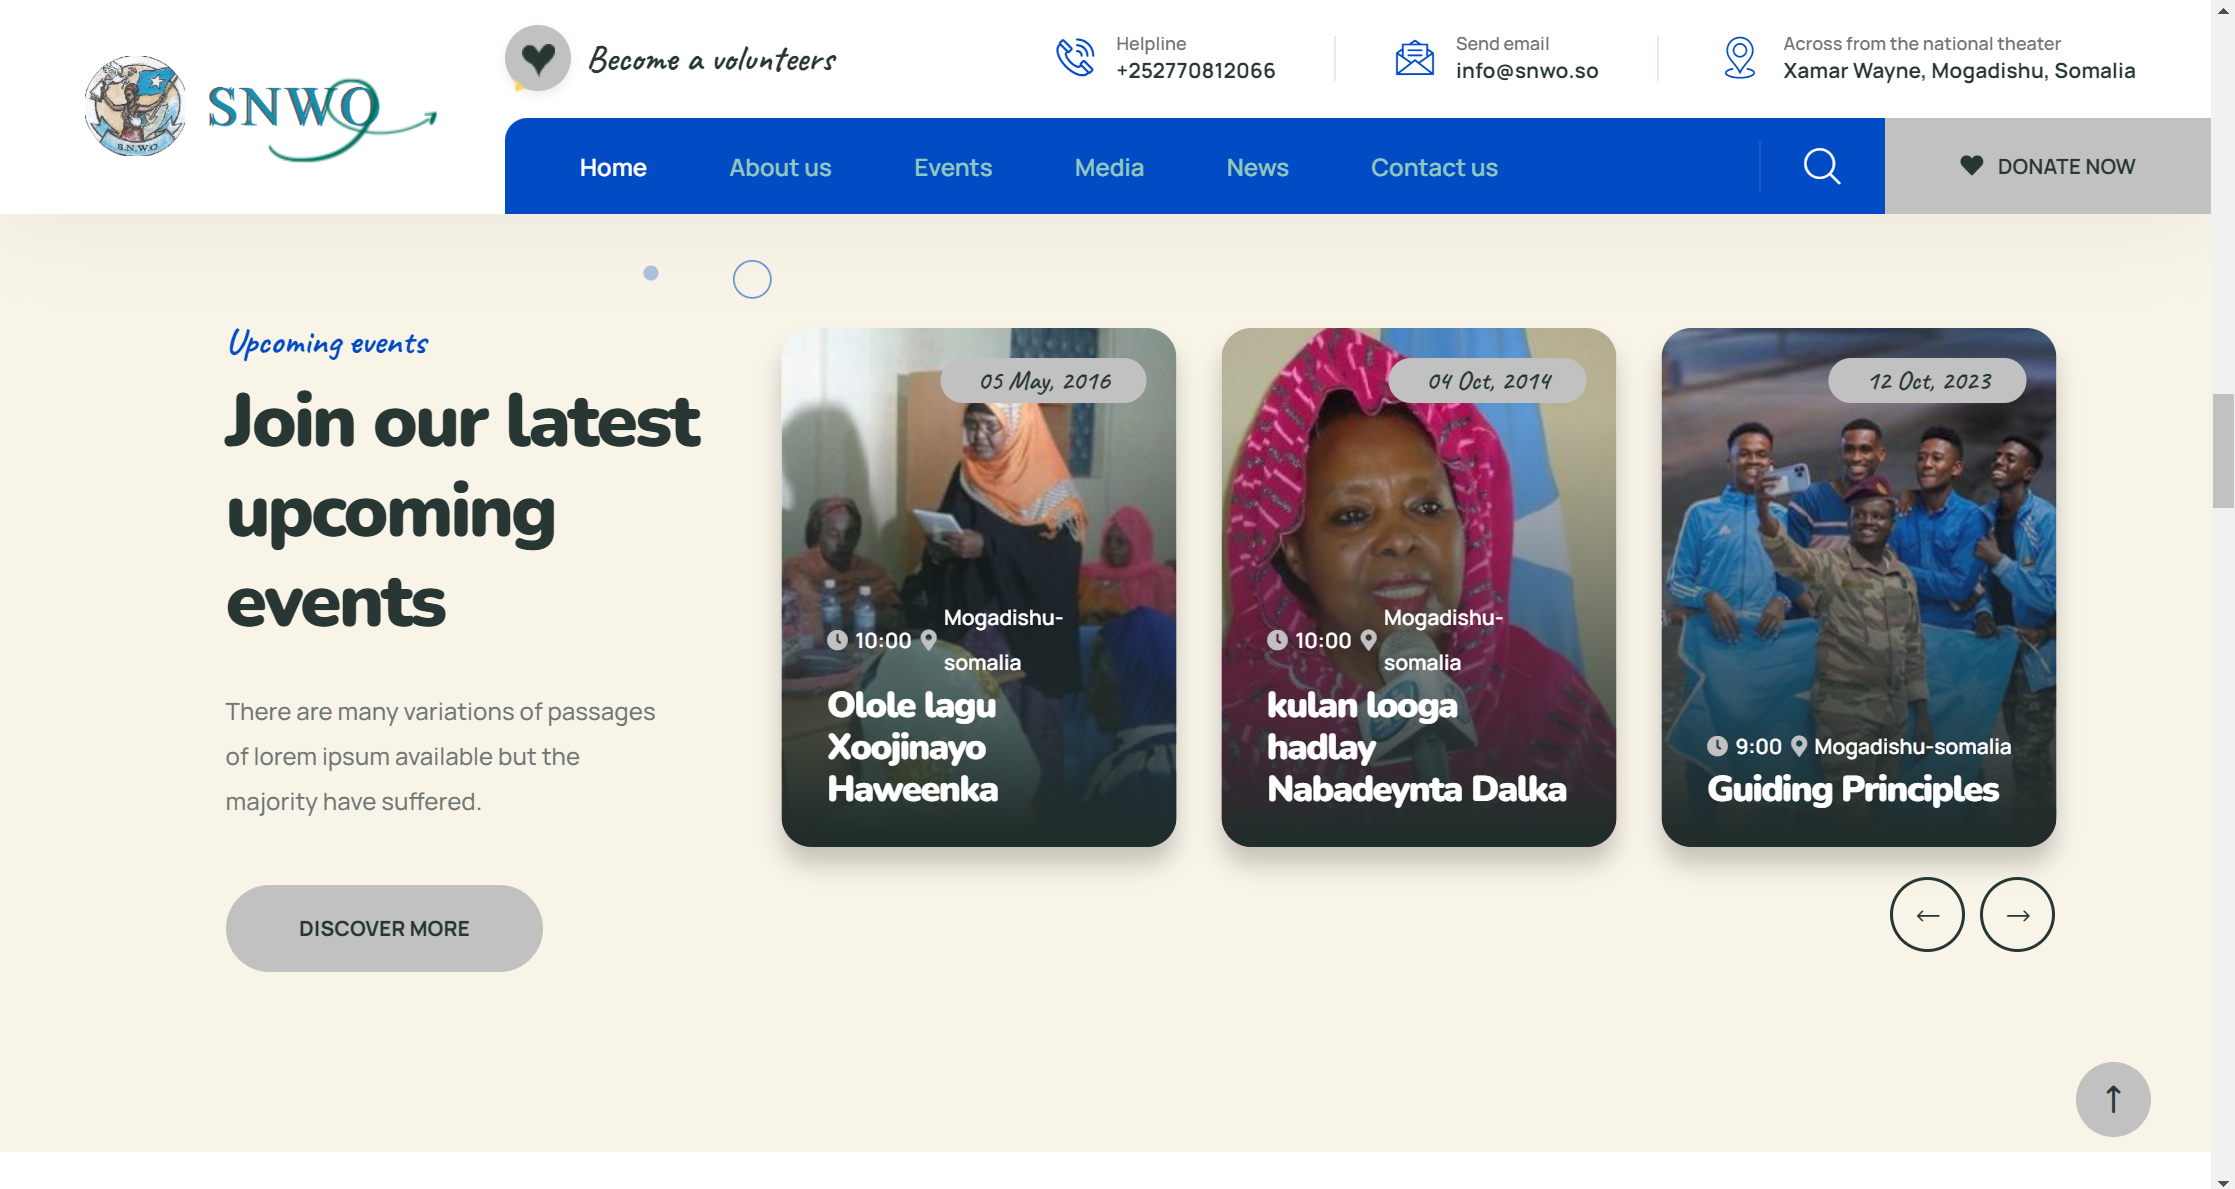 S.N.W.O
SNWO
Become a volunteers
Helpline
+252770812066
Send email
info@snwo.so
Across from the national theater
Xamar Wayne, Mogadishu, Somalia
Home
About us
Events
Media
News
Contact us
DONATE NOW
Upcoming events
Join our latest
upcoming
events
There are many variations of passages
of lorem ipsum available but the
majority have suffered.
DISCOVER MORE
05 May, 2016
10:00
Mogadishu-
somalia
Olole lagu
Xoojinayo
Haweenka
04 Oct, 2014
10:00
Mogadishu-
somalia
kulan looga
hadlay
Nabadeynta Dalka
12 Oct, 2023
9:00 Mogadishu-somalia
Guiding Principles